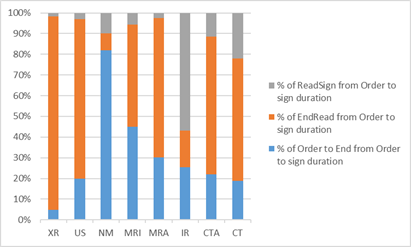 100%
90%
80%
70%
60%
50%
40%
30%
20%
10%
0%
XR US NM MRI MRA IR CTA CT
% of ReadSign from Order to
sign duration
% of EndRead from Order to
sign duration
% of Order to End from Order
to sign duration